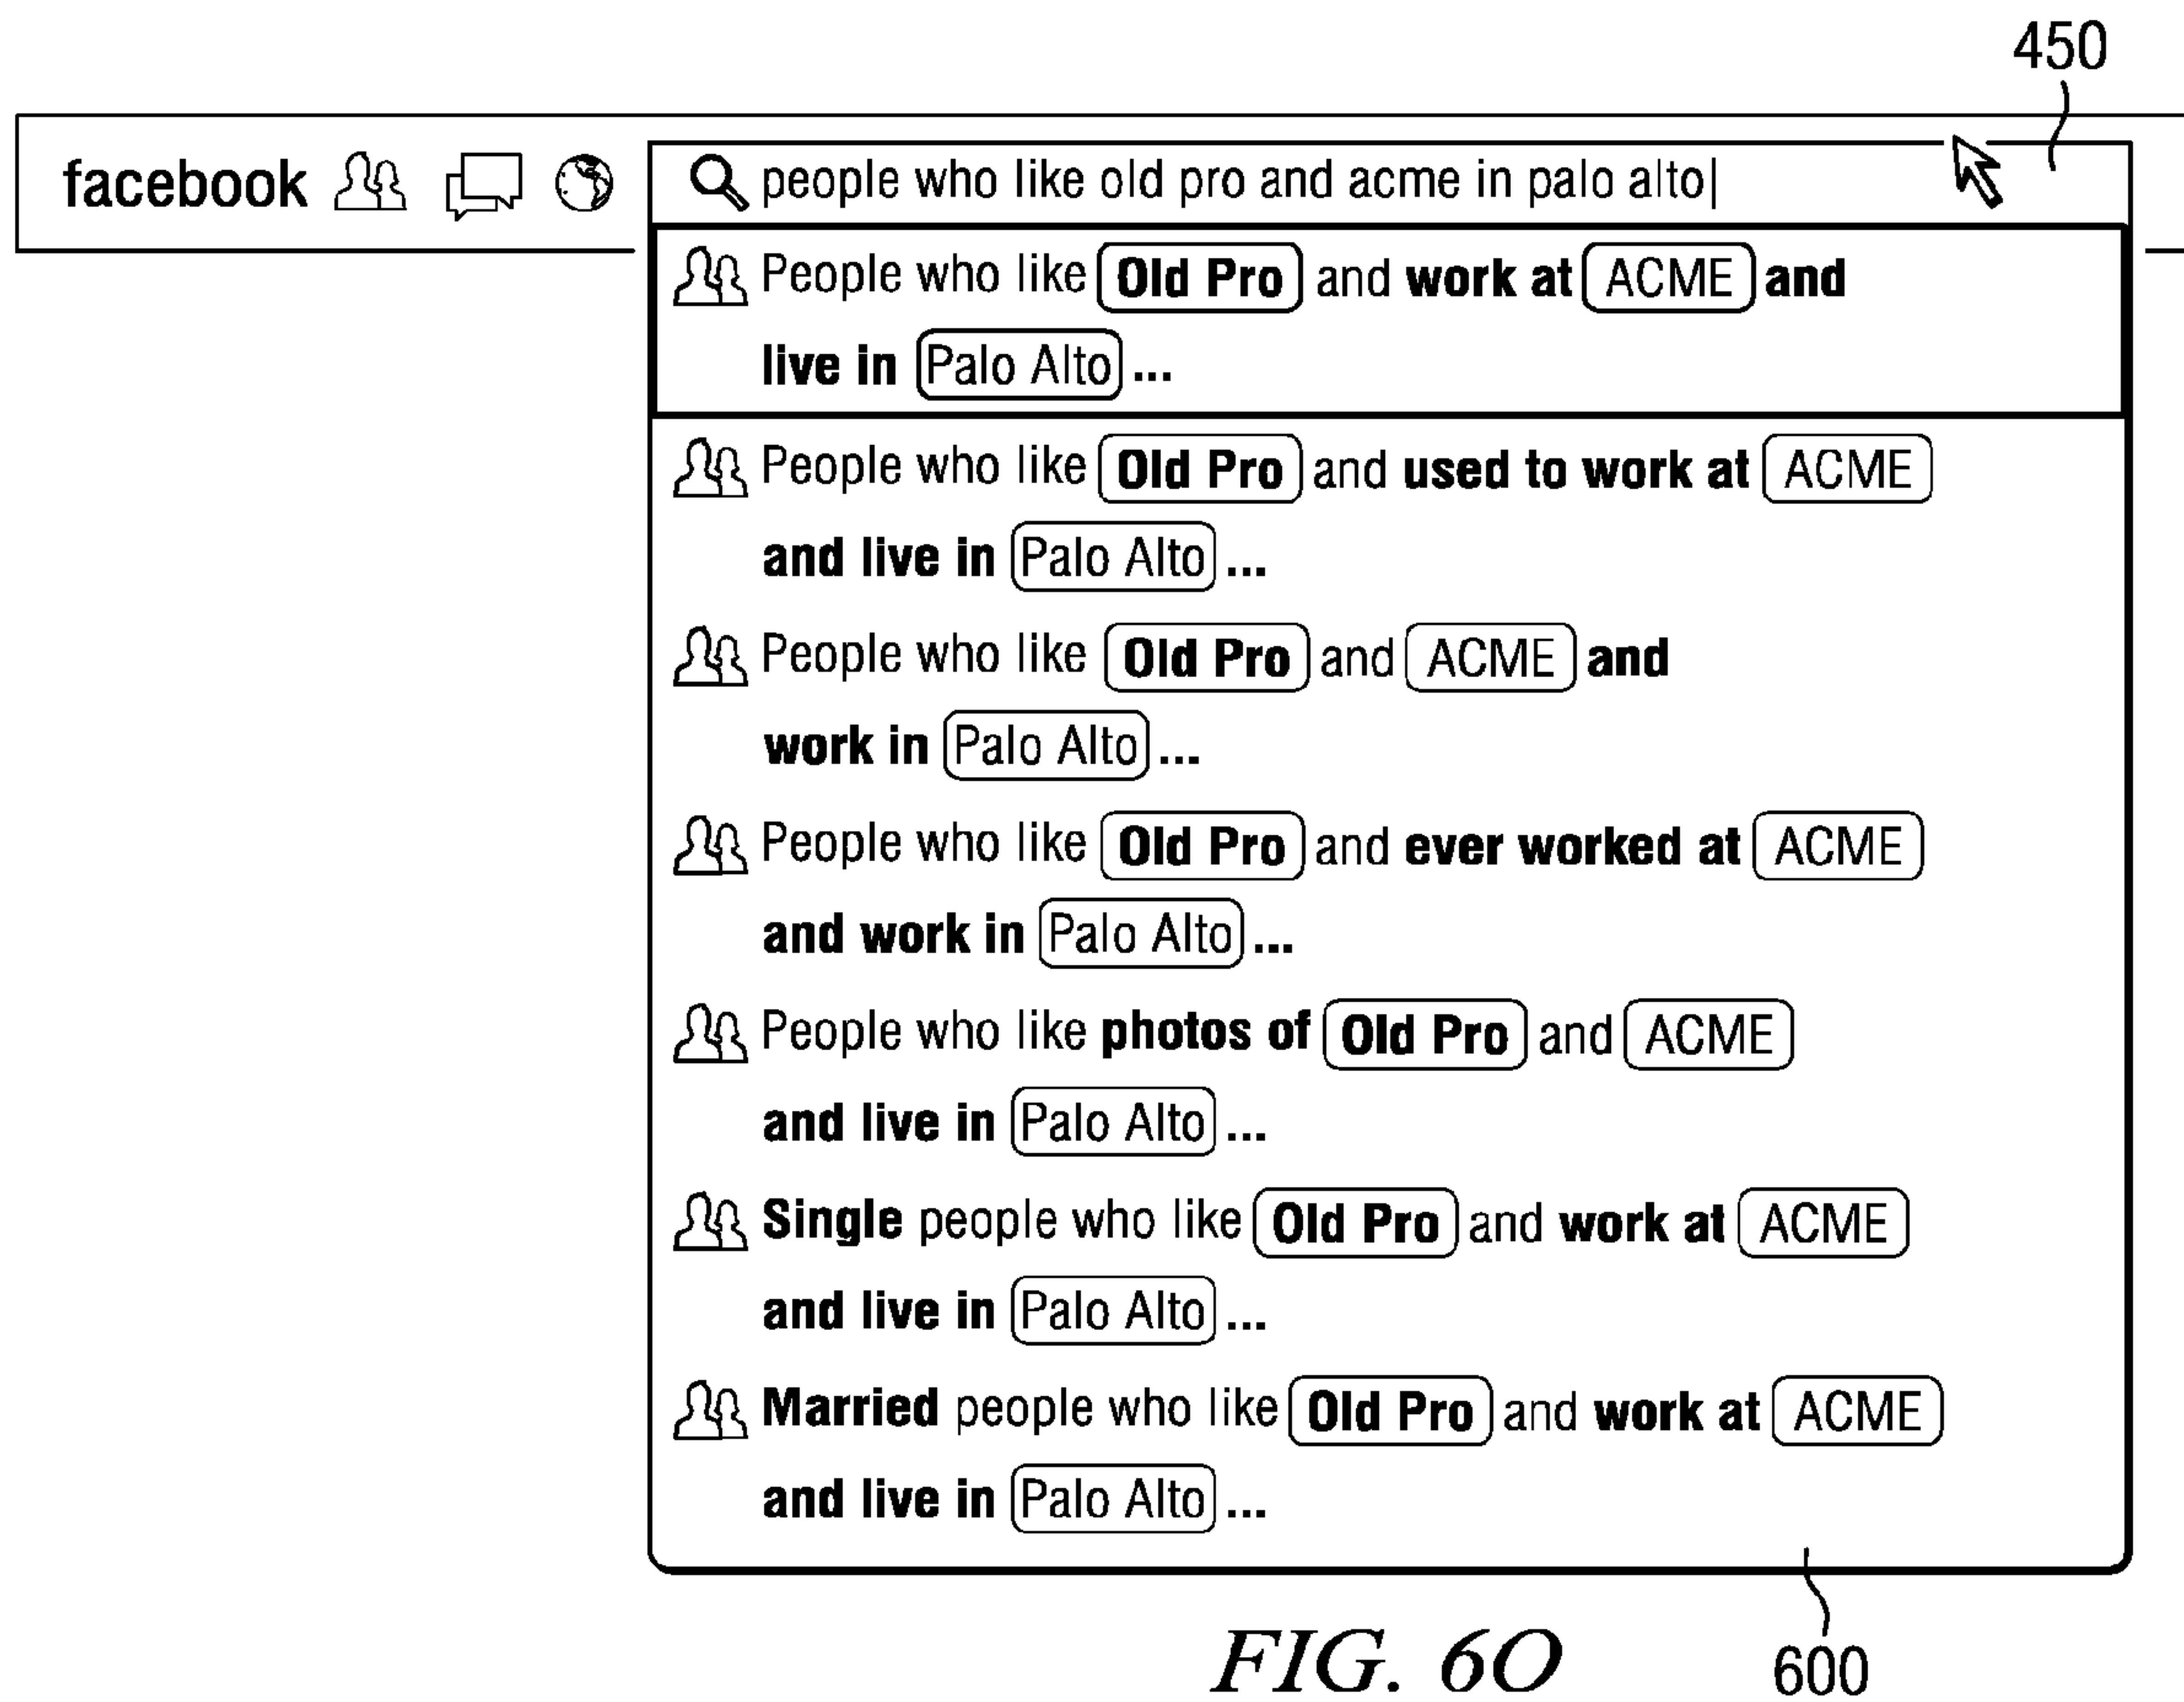 450
facebook people who like old pro and acme in palo alto
People who like Old Pro and work at ACME and
live in Palo Alto ...
People who like Old Pro and used to work at ACME
and live in Palo Alto ...
People who like Old Pro and ACME and
work in Palo Alto ...
People who like Old Pro and ever worked at ACME
and work in Palo Alto ...
People who like photos of Old Pro and ACME
and live in Palo Alto ...
Single people who like Old Pro and work at ACME
and live in Palo Alto ...
Married people who like Old Pro and work at ACME
and live in Palo Alto ...
600
FIG. 6O